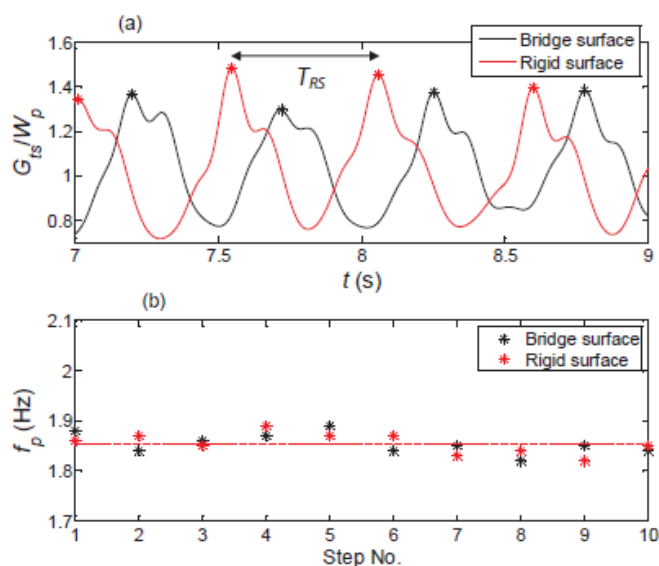 (a)
1.6
1.4
1.2
1
0.8
G_ts/W_p
Bridge surface
Rigid surface
T_RS
7 7.5 8 8.5 9
t (s)
(b)
2.1
2
1.9
1.8
1.7
f_p (Hz)
Bridge surface
Rigid surface
1 2 3 4 5 6 7 8 9 10
Step No.